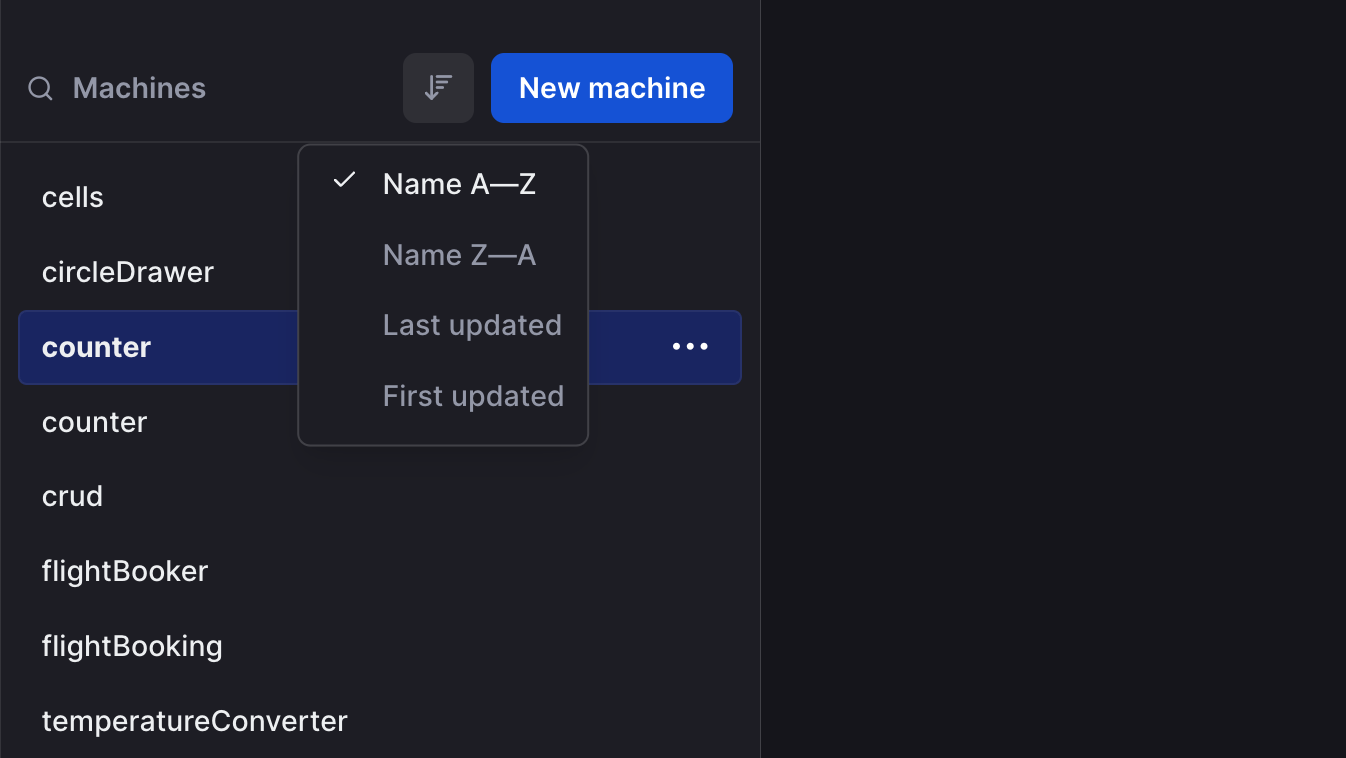 Machines
New machine
Name A—Z
Name Z—A
Last updated
First updated
cells
circleDrawer
counter
counter
crud
flightBooker
flightBooking
temperatureConverter